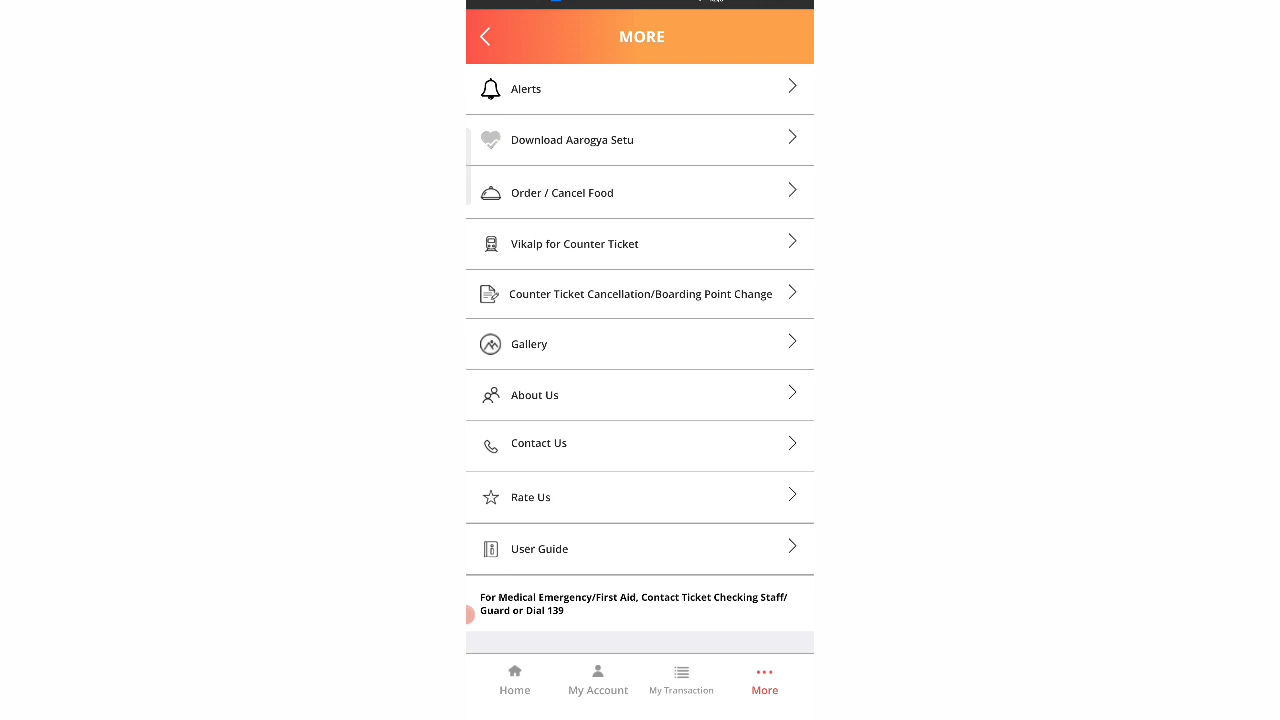 MORE
Alerts
Download Aarogya Setu
Order / Cancel Food
Vikalp for Counter Ticket
Counter Ticket Cancellation/Boarding Point Change
Gallery
About Us
Contact Us
Rate Us
User Guide
For Medical Emergency/First Aid, Contact Ticket Checking Staff/
Guard or Dial 139
Home
My Account
My Transaction
More